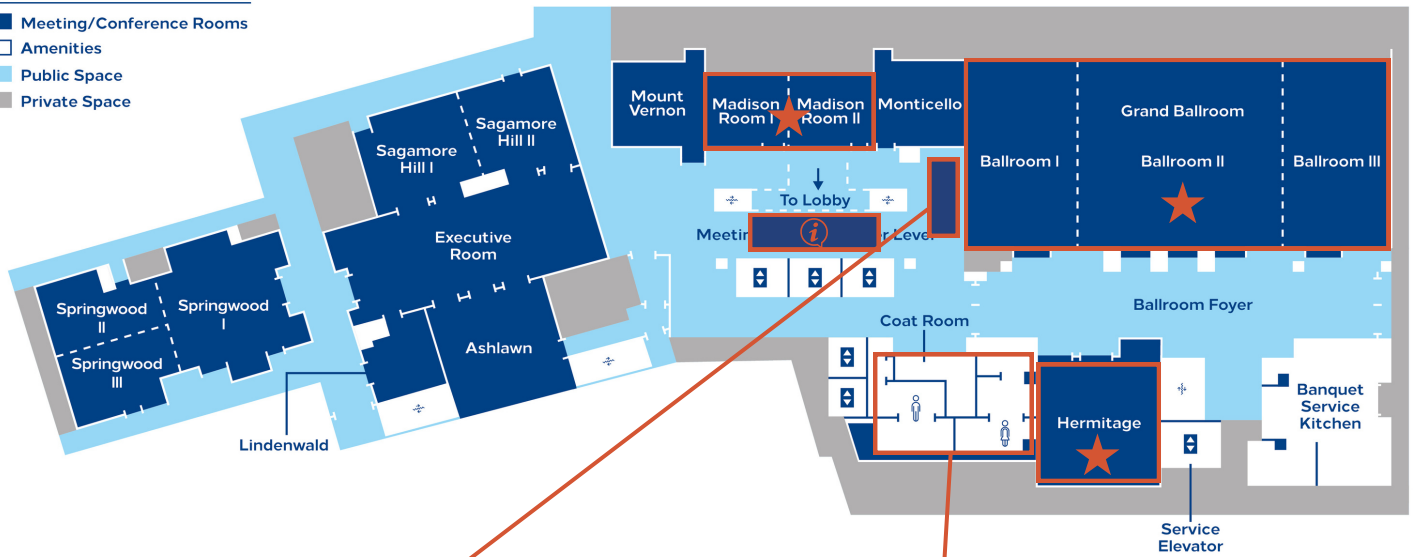 Meeting/Conference Rooms
Amenities
Public Space
Private Space
Mount
Vernon
Madison
Room I
Madison
Room II
Monticello
Grand Ballroom
Ballroom I
Ballroom II
Ballroom III
Sagamore
Hill I
Sagamore
Hill II
To Lobby
Executive
Room
Springwood
II
Springwood
I
Springwood
III
Ashlawn
Lindenwald
Coat Room
Ballroom Foyer
Hermitage
Banquet
Service
Kitchen
Service
Elevator